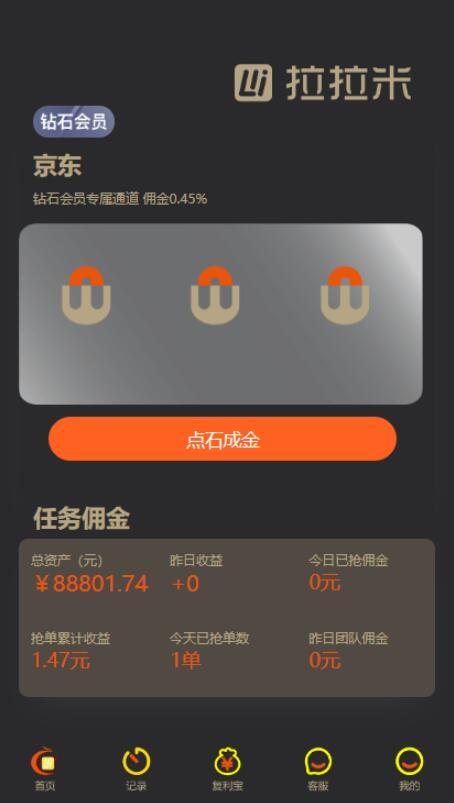 拉拉米
钻石会员
京东
钻石会员专属通道 佣金0.45%
点石成金
任务佣金
总资产（元） 昨日收益 今日已抢佣金
￥88801.74 +0 0元
抢单累计收益 今天已抢单数 昨日团队佣金
1.47元 1单 0元
首页 记录 复利宝 客服 我的